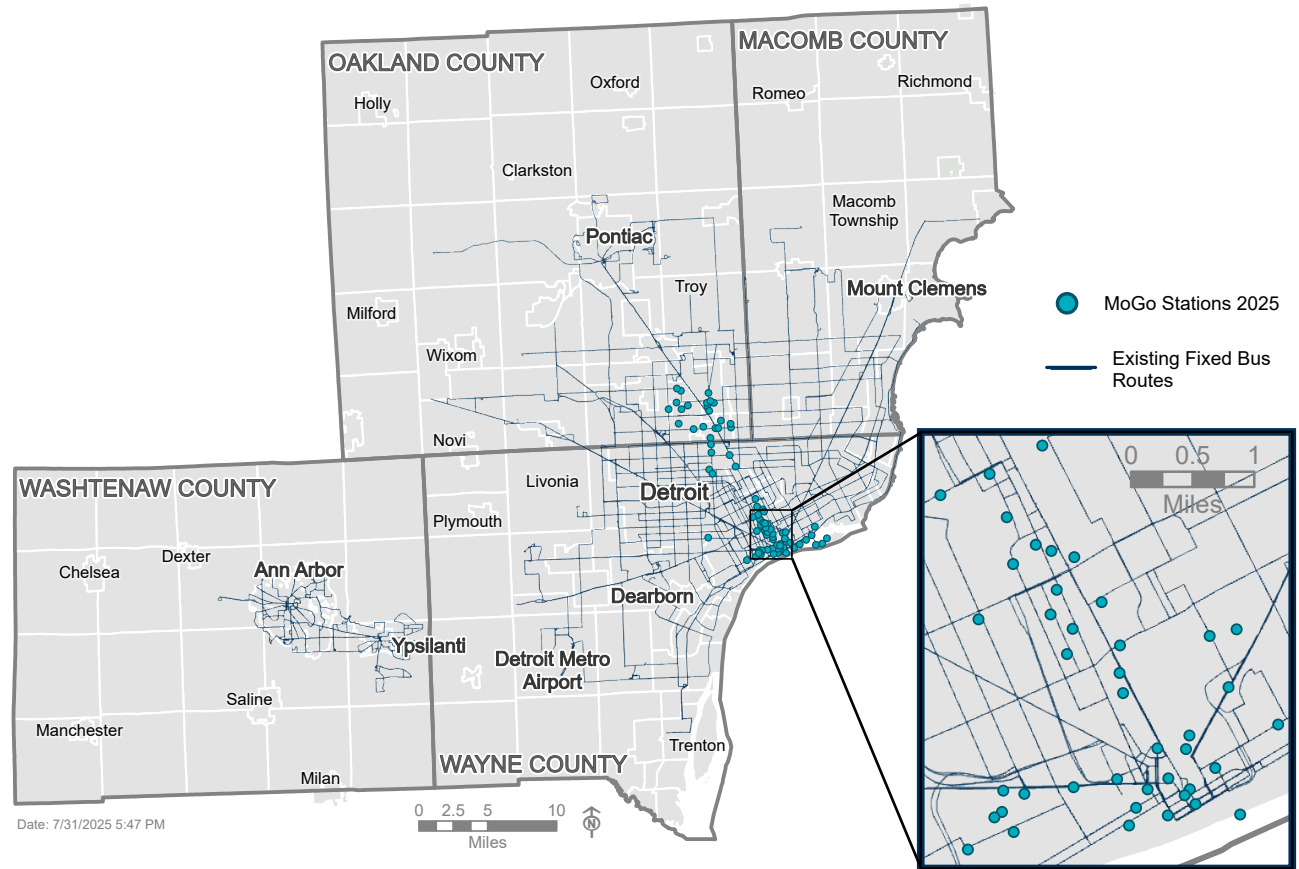 OAKLAND COUNTY
MACOMB COUNTY
Oxford
Richmond
Holly
Romeo
Clarkston
Macomb
Township
Pontiac
Troy
Mount Clemens
Milford
Wixom
Novi
WASHTENAW COUNTY
Livonia
Detroit
Plymouth
Dexter
Chelsea
Ann Arbor
Dearborn
Ypsilanti
Detroit Metro
Airport
Saline
Manchester
Trenton
WAYNE COUNTY
Milan
0 2.5 5 10
Miles
N
Date: 7/31/2025 5:47 PM
MoGo Stations 2025
Existing Fixed Bus
Routes
0 0.5 1
Miles